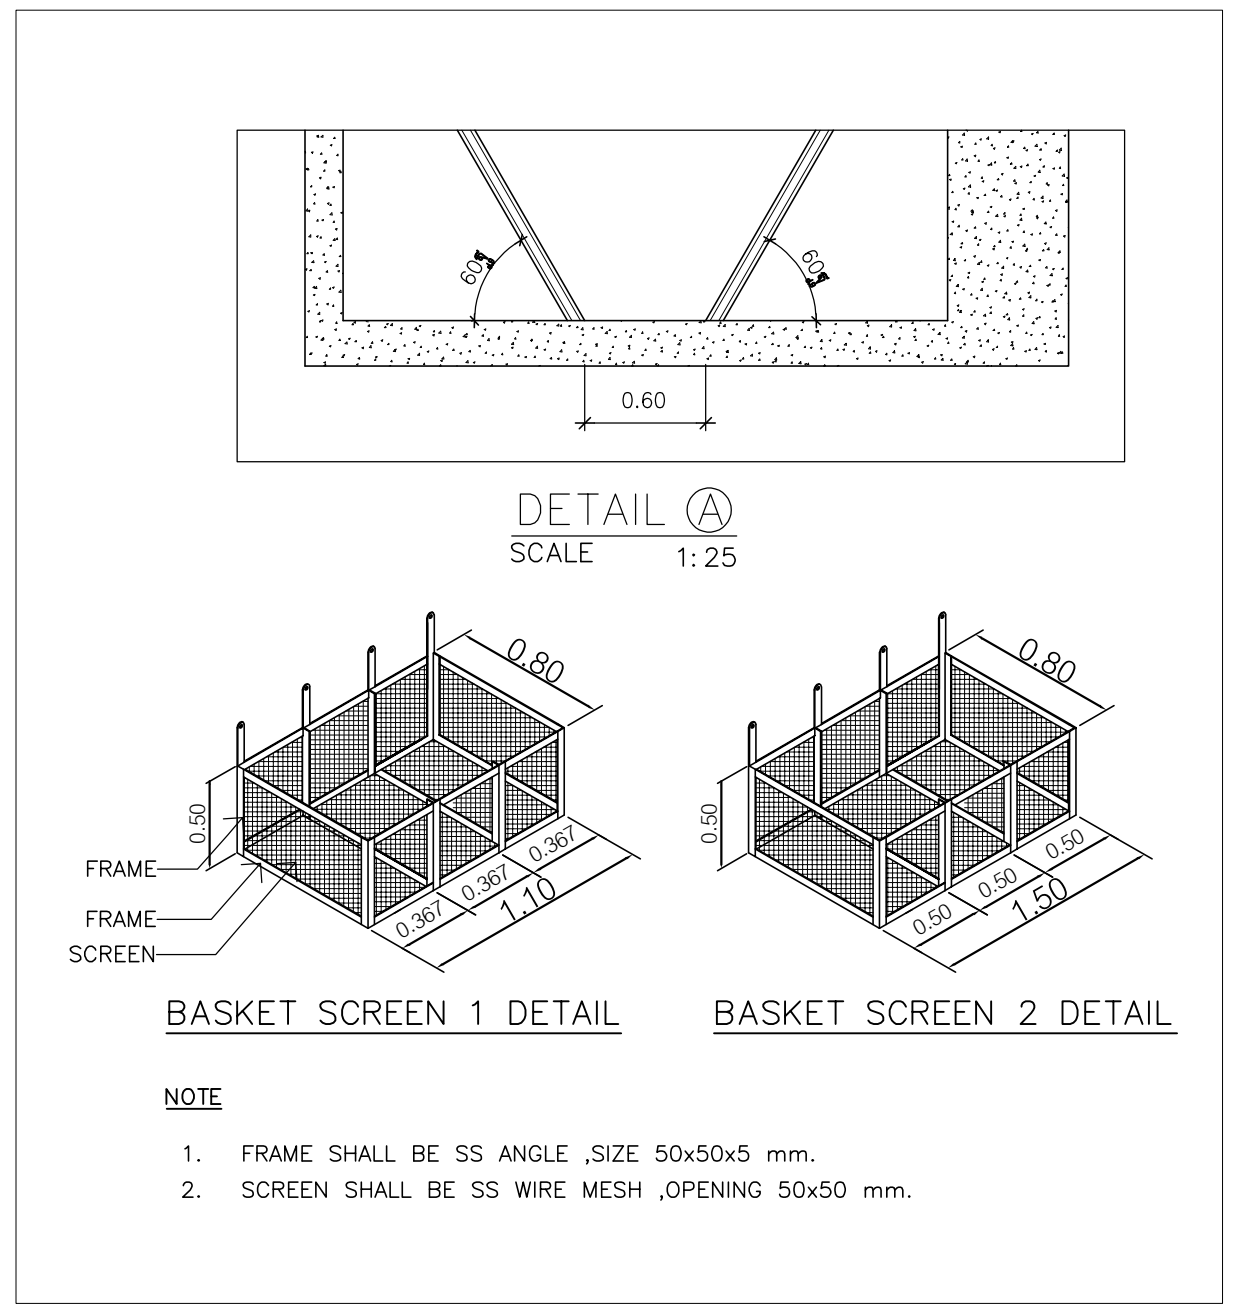 60
60
0.60
DETAIL A
SCALE 1:25
0.80
0.50
FRAME
FRAME
SCREEN
0.367
0.367
0.367
1.10
0.80
0.50
0.50
0.50
0.50
1.50
BASKET SCREEN 1 DETAIL
BASKET SCREEN 2 DETAIL
NOTE
1. FRAME SHALL BE SS ANGLE ,SIZE 50x50x5 mm.
2. SCREEN SHALL BE SS WIRE MESH ,OPENING 50x50 mm.